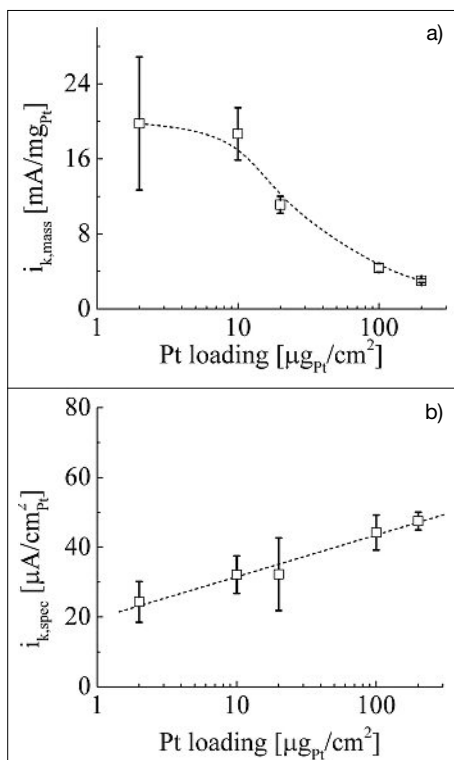 a)
24
16
8
0
i_k,mass [mA/mg_Pt]
1 10 100
Pt loading [µg_Pt/cm²]
b)
80
60
40
20
0
i_k,spec [µA/cm²_Pt]
1 10 100
Pt loading [µg_Pt/cm²]